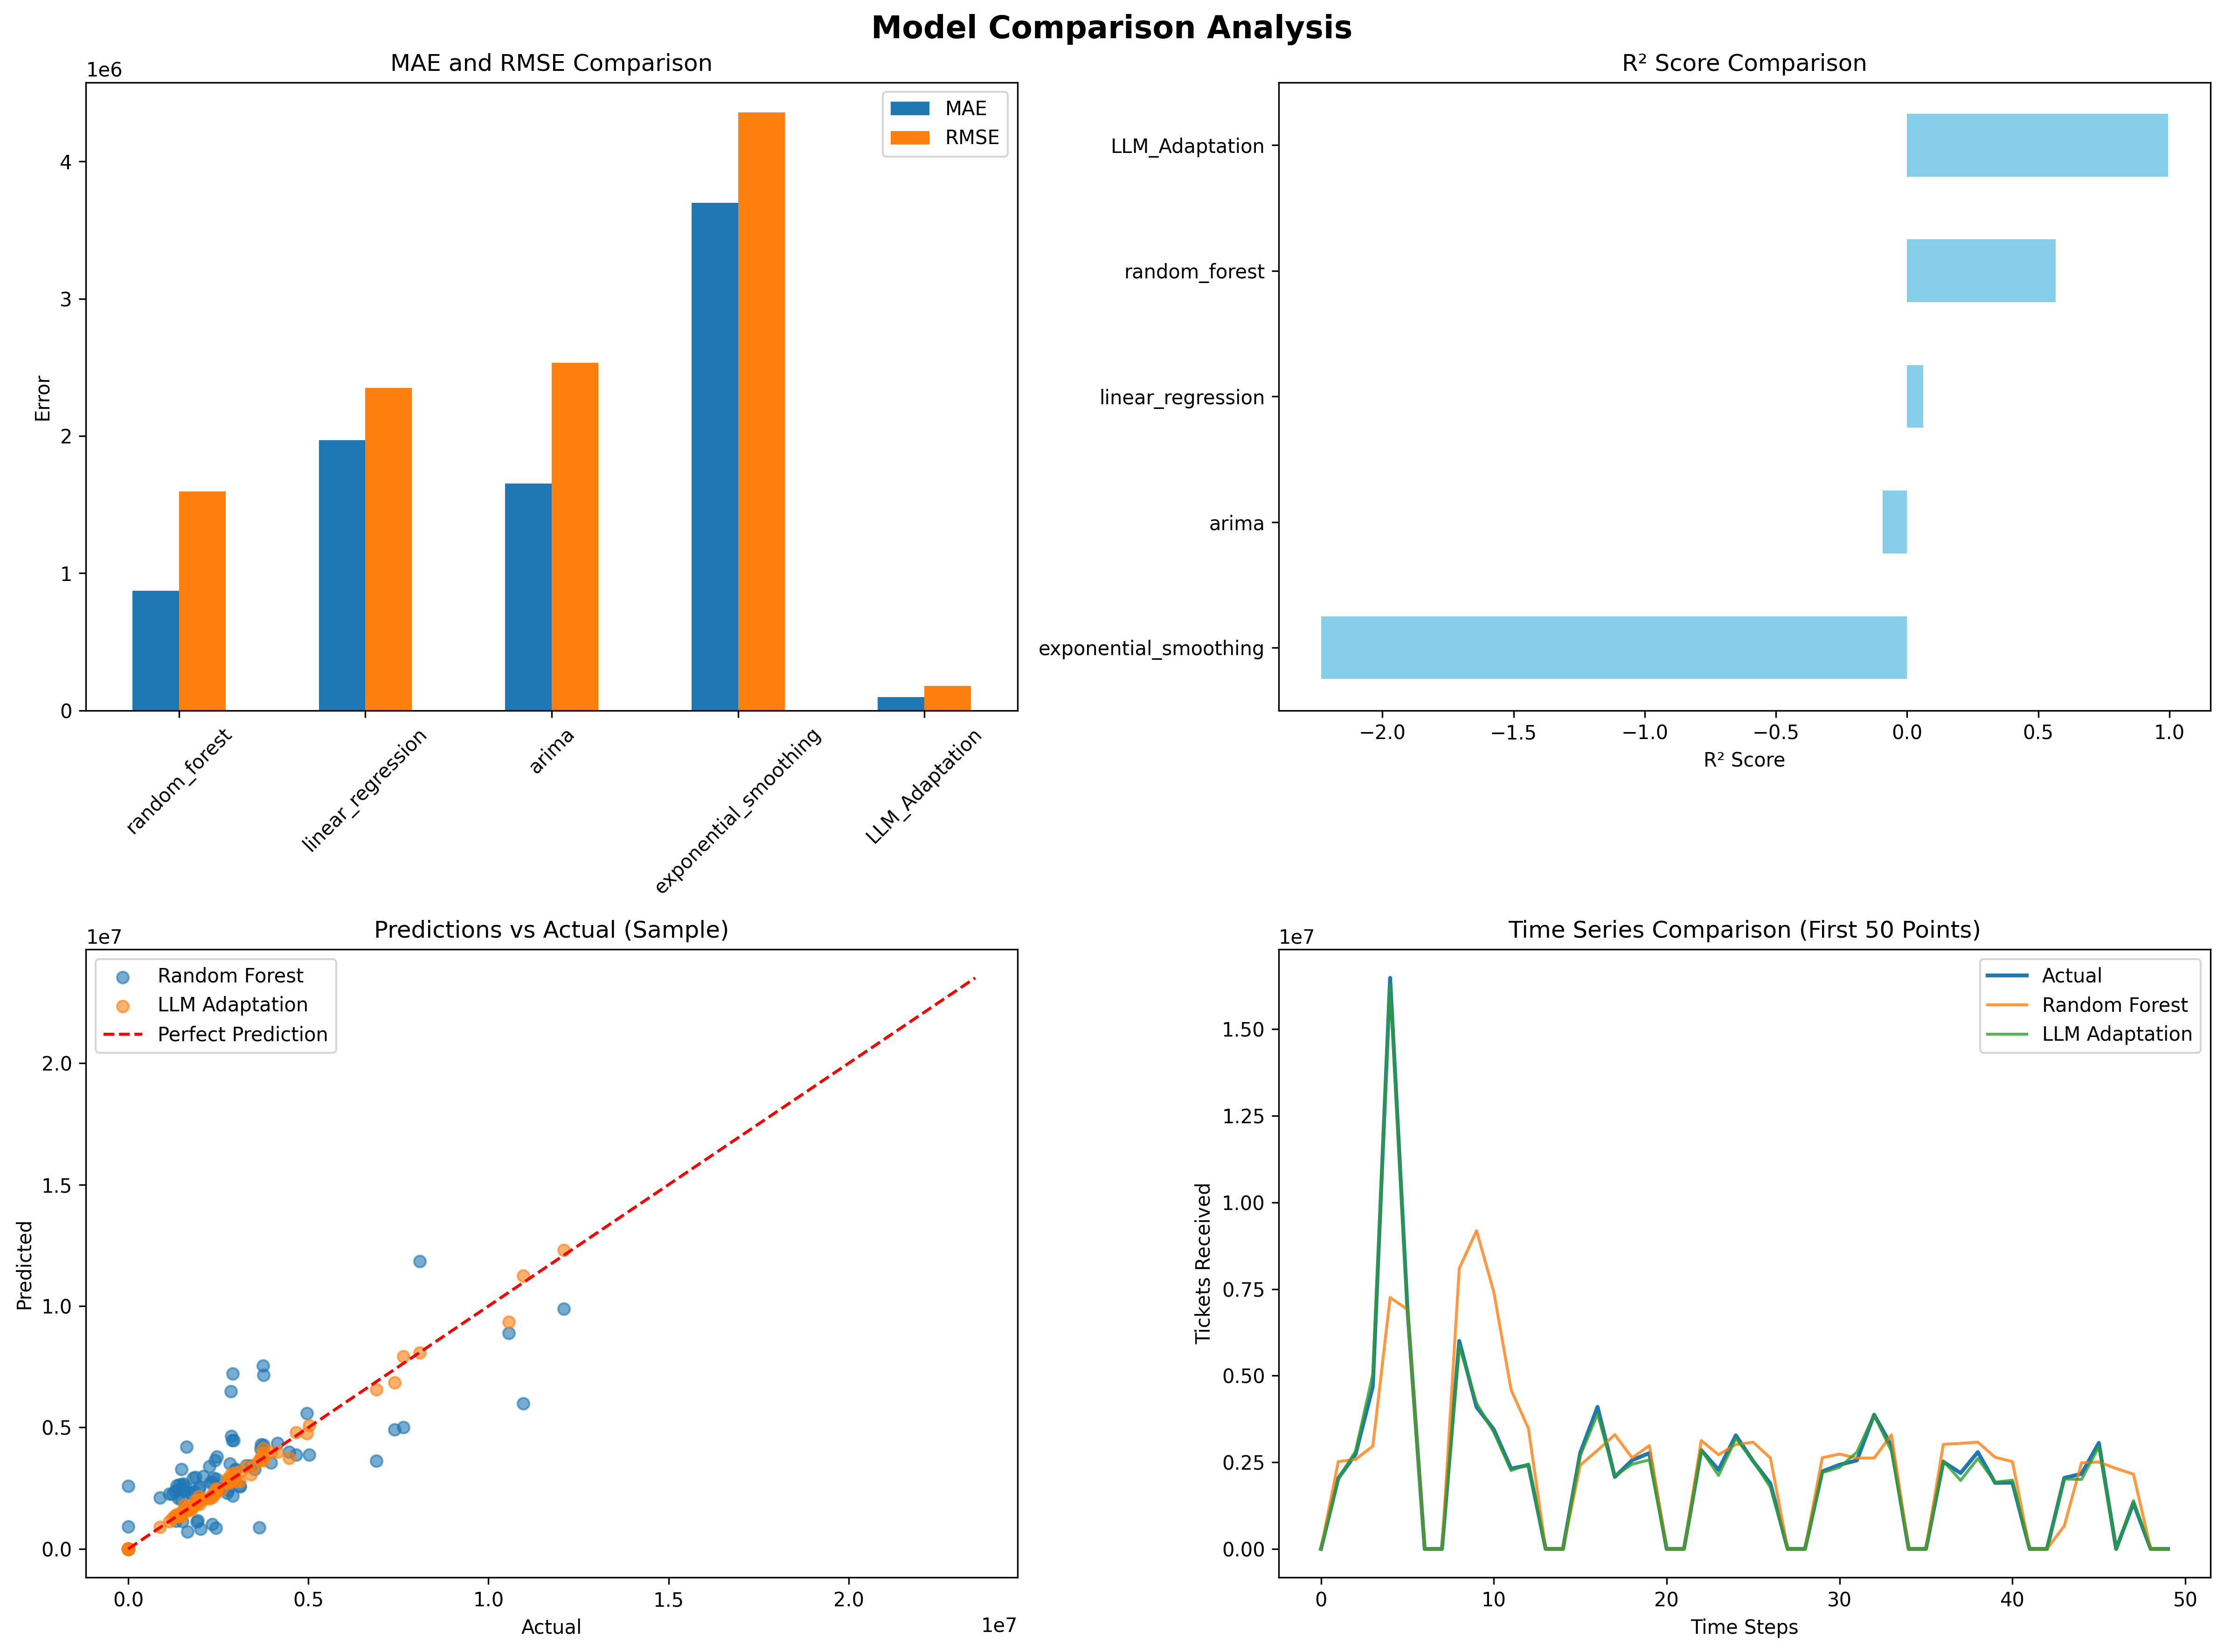 Model Comparison Analysis
MAE and RMSE Comparison
1e6
MAE
RMSE
Error
4
3
2
1
0
random_forest
linear_regression
arima
exponential_smoothing
LLM_Adaptation
R² Score Comparison
LLM_Adaptation
random_forest
linear_regression
arima
exponential_smoothing
−2.0 −1.5 −1.0 −0.5 0.0 0.5 1.0
R² Score
Predictions vs Actual (Sample)
1e7
Random Forest
LLM Adaptation
Perfect Prediction
Predicted
2.0
1.5
1.0
0.5
0.0
0.0 0.5 1.0 1.5 2.0
1e7
Actual
Time Series Comparison (First 50 Points)
1e7
Actual
Random Forest
LLM Adaptation
Tickets Received
1.50
1.25
1.00
0.75
0.50
0.25
0.00
0 10 20 30 40 50
Time Steps